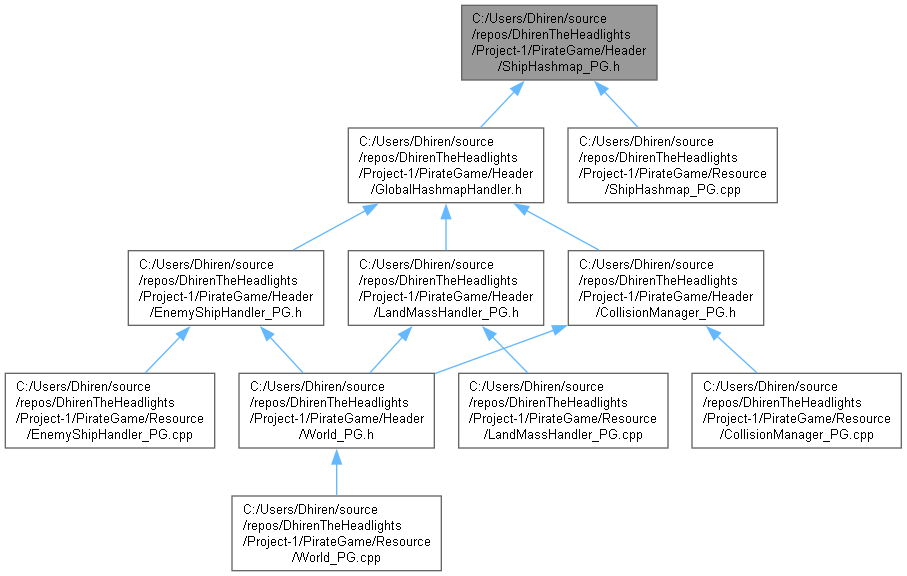 C:/Users/Dhiren/source
/repos/DhirenTheHeadlights
/Project-1/PirateGame/Header
/ShipHashmap_PG.h
C:/Users/Dhiren/source
/repos/DhirenTheHeadlights
/Project-1/PirateGame/Header
/GlobalHashmapHandler.h
C:/Users/Dhiren/source
/repos/DhirenTheHeadlights
/Project-1/PirateGame/Resource
/ShipHashmap_PG.cpp
C:/Users/Dhiren/source
/repos/DhirenTheHeadlights
/Project-1/PirateGame/Header
/EnemyShipHandler_PG.h
C:/Users/Dhiren/source
/repos/DhirenTheHeadlights
/Project-1/PirateGame/Header
/LandMassHandler_PG.h
C:/Users/Dhiren/source
/repos/DhirenTheHeadlights
/Project-1/PirateGame/Header
/CollisionManager_PG.h
C:/Users/Dhiren/source
/repos/DhirenTheHeadlights
/Project-1/PirateGame/Resource
/EnemyShipHandler_PG.cpp
C:/Users/Dhiren/source
/repos/DhirenTheHeadlights
/Project-1/PirateGame/Header
/World_PG.h
C:/Users/Dhiren/source
/repos/DhirenTheHeadlights
/Project-1/PirateGame/Resource
/LandMassHandler_PG.cpp
C:/Users/Dhiren/source
/repos/DhirenTheHeadlights
/Project-1/PirateGame/Resource
/CollisionManager_PG.cpp
C:/Users/Dhiren/source
/repos/DhirenTheHeadlights
/Project-1/PirateGame/Resource
/World_PG.cpp